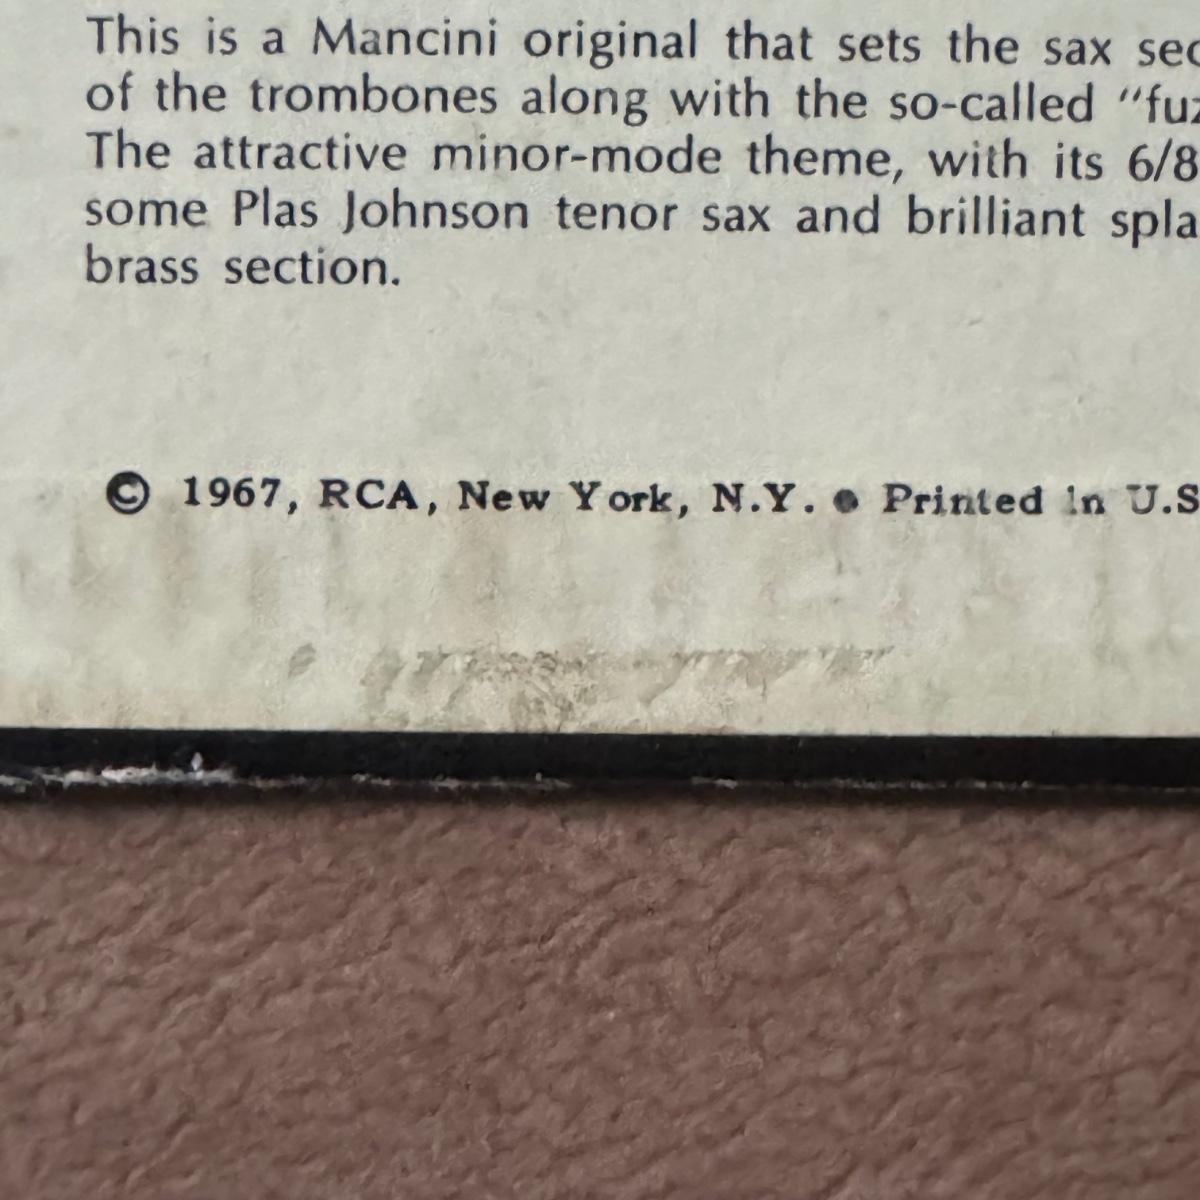 This is a Mancini original that sets the sax sec
of the trombones along with the so-called “fuz
The attractive minor-mode theme, with its 6/8
some Plas Johnson tenor sax and brilliant spla
brass section.
© 1967, RCA, New York, N.Y. ● Printed in U.S